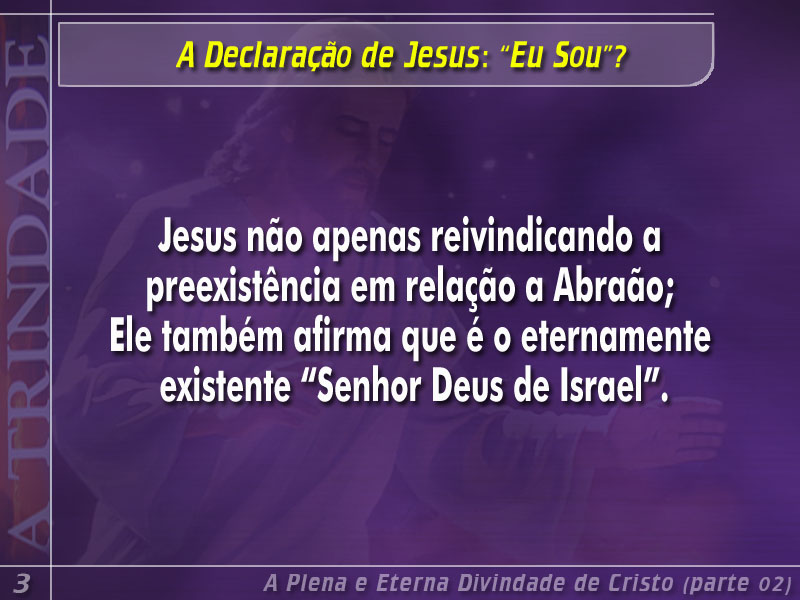 A Declaração de Jesus: “Eu Sou”?
A TRINDADE
Jesus não apenas reivindicando a
preexistência em relação a Abraão;
Ele também afirma que é o eternamente
existente “Senhor Deus de Israel”.
3
A Plena e Eterna Divindade de Cristo (parte 02)